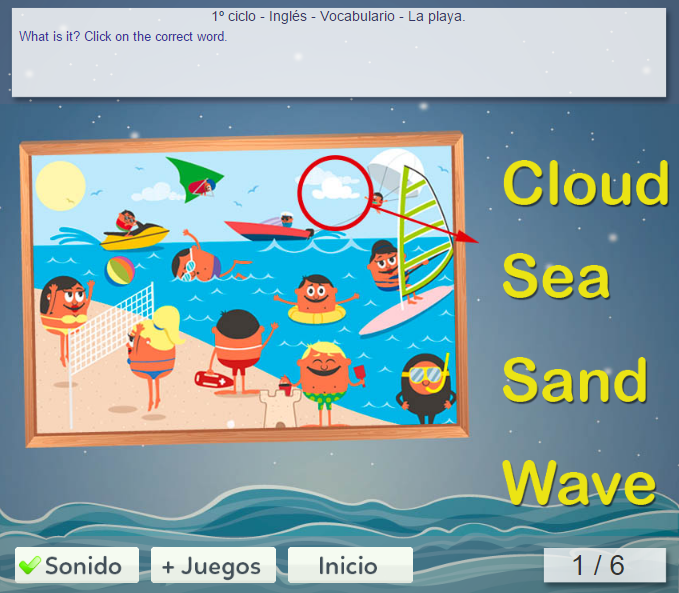 1º ciclo - Inglés - Vocabulario - La playa.
What is it? Click on the correct word.
Cloud
Sea
Sand
Wave
Sonido
+ Juegos
Inicio
1 / 6